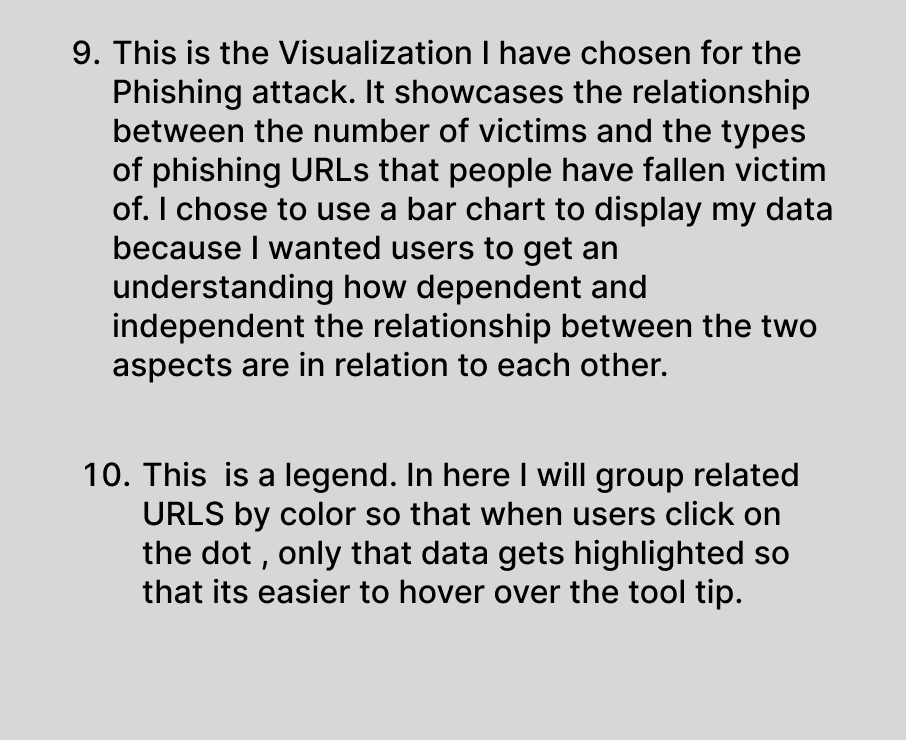 9. This is the Visualization I have chosen for the
Phishing attack. It showcases the relationship
between the number of victims and the types
of phishing URLs that people have fallen victim
of. I chose to use a bar chart to display my data
because I wanted users to get an
understanding how dependent and
independent the relationship between the two
aspects are in relation to each other.
10. This  is a legend. In here I will group related
URLS by color so that when users click on
the dot , only that data gets highlighted so
that its easier to hover over the tool tip.